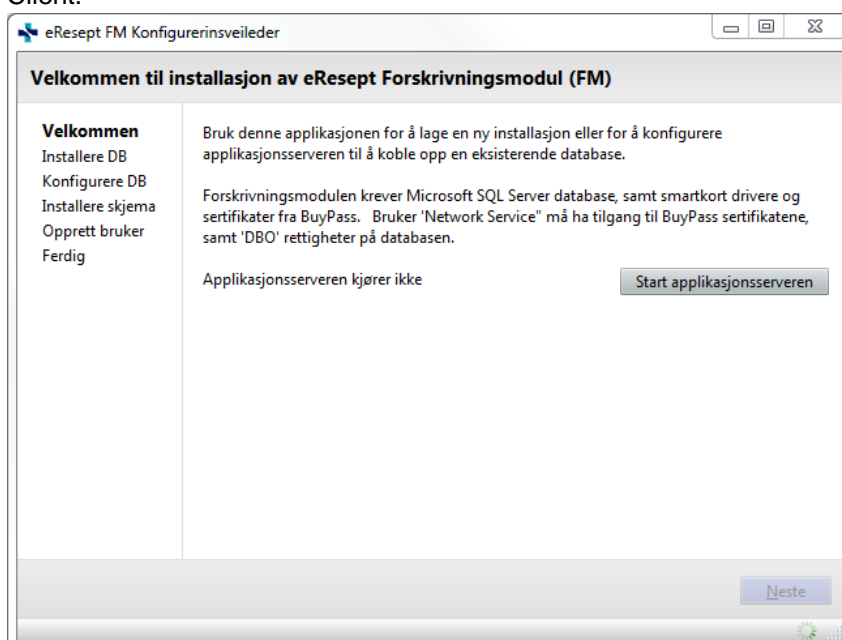 Client.
eResept FM Konfigurerinsveileder
Velkommen til installasjon av eResept Forskrivningsmodul (FM)
Velkommen
Installere DB
Konfigurere DB
Installere skjema
Opprett bruker
Ferdig
Bruk denne applikasjonen for å lage en ny installasjon eller for å konfigurere
applikasjonsserveren til å koble opp en eksisterende database.
Forskrivningsmodulen krever Microsoft SQL Server database, samt smartkort drivere og
sertifikater fra BuyPass. Bruker 'Network Service" må ha tilgang til BuyPass sertifikatene,
samt 'DBO' rettigheter på databasen.
Applikasjonsserveren kjører ikke
Start applikasjonsserveren
Neste